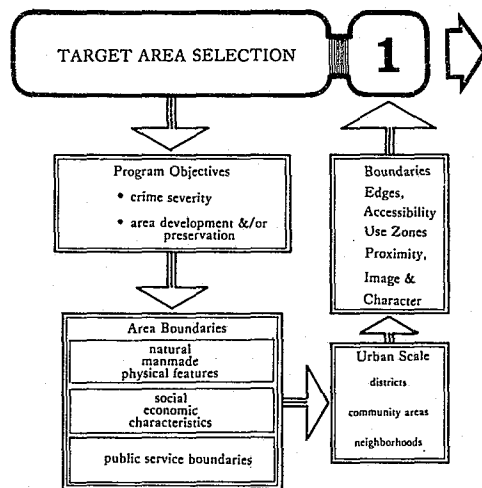 TARGET AREA SELECTION
1
Program Objectives
• crime severity
• area development &/or
preservation
Area Boundaries
natural
manmade
physical features
social
economic
characteristics
public service boundaries
Urban Scale
districts
community areas
neighborhoods
Boundaries
Edges,
Accessibility
Use Zones
Proximity,
Image &
Character